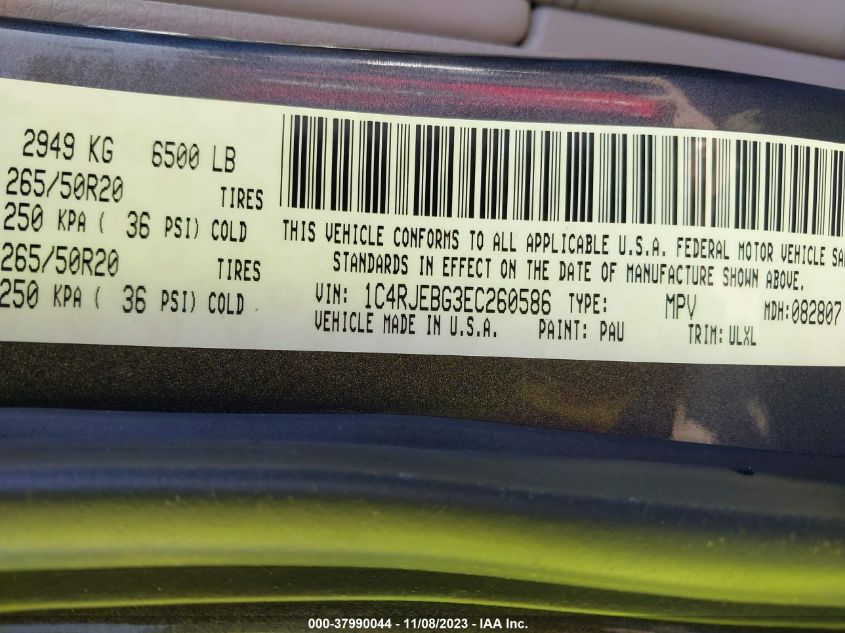 2949 KG 6500 LB
265/50R20 TIRES
250 KPA ( 36 PSI) COLD
265/50R20 TIRES
250 KPA ( 36 PSI) COLD
THIS VEHICLE CONFORMS TO ALL APPLICABLE U.S.A. FEDERAL MOTOR VEHICLE SA
STANDARDS IN EFFECT ON THE DATE OF MANUFACTURE SHOWN ABOVE.
VIN: 1C4RJEBG3EC260586 TYPE: MPV MDH:082807
VEHICLE MADE IN U.S.A. PAINT: PAU TRIM: ULXL
000-37990044 - 11/08/2023 - IAA Inc.